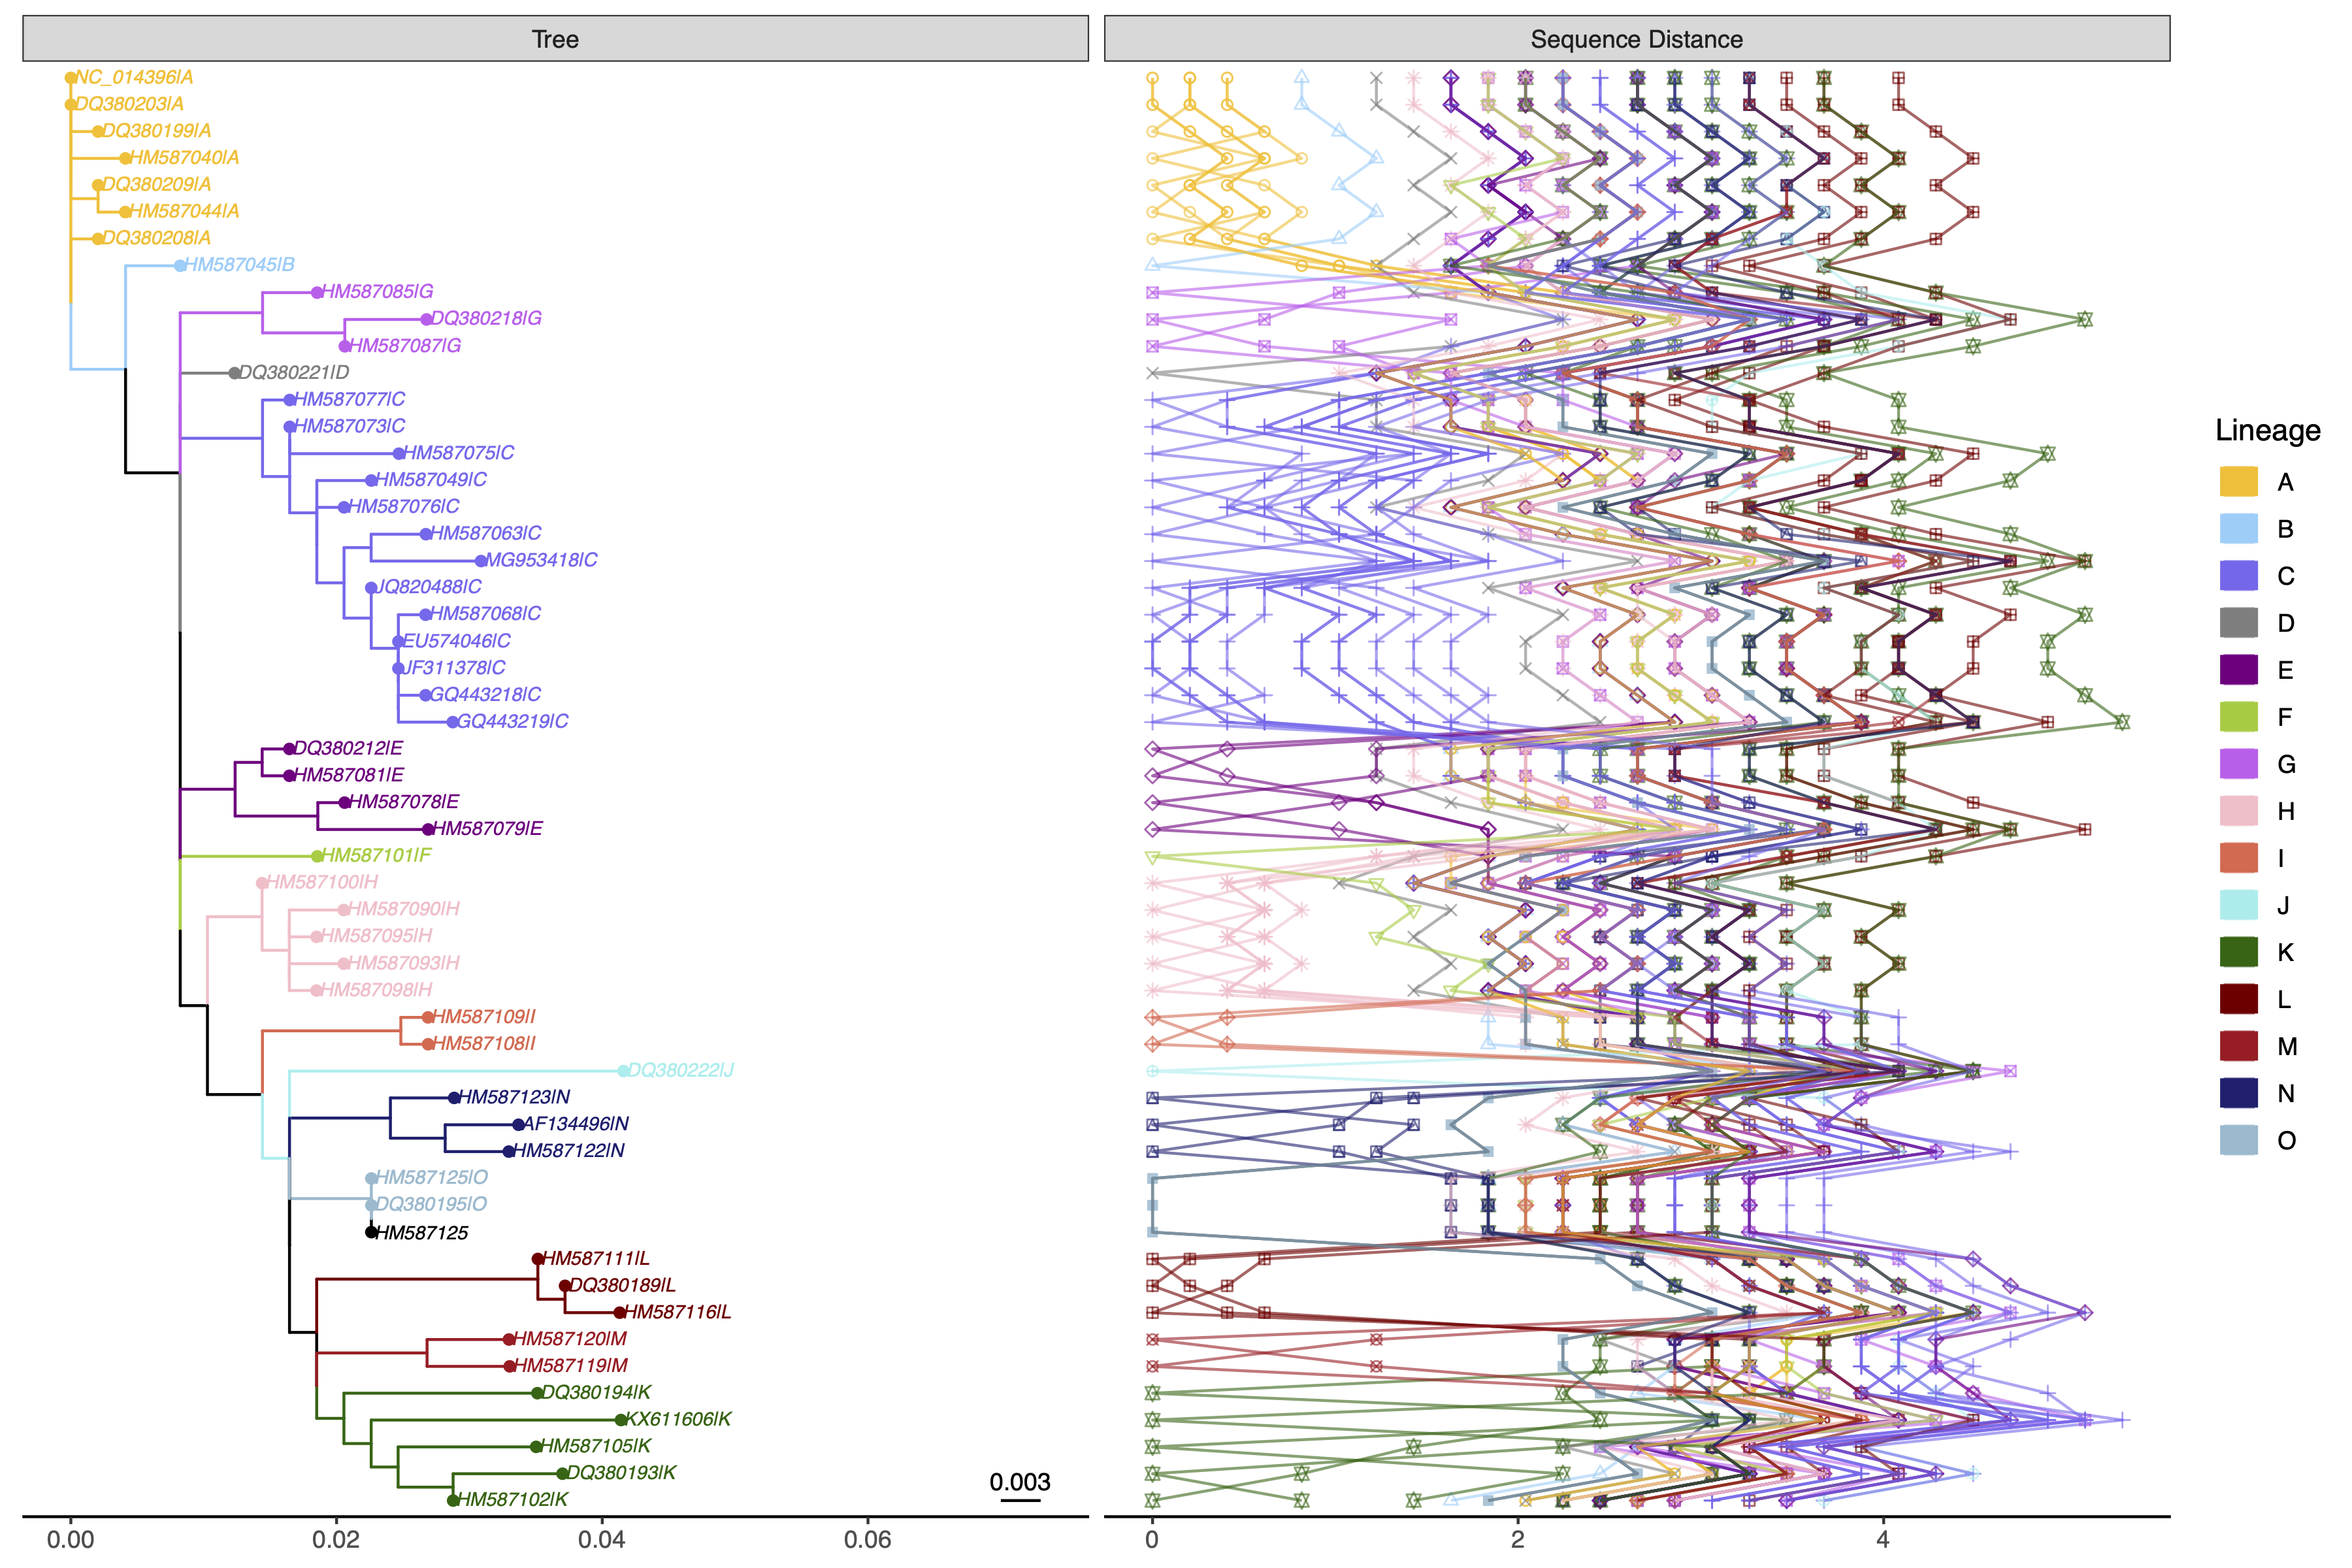 Tree
Sequence Distance
NC_014396|A
DQ380203|A
DQ380199|A
HM587040|A
DQ380209|A
HM587044|A
DQ380208|A
HM587045|B
HM587085|G
DQ380218|G
HM587087|G
DQ380221|D
HM587077|C
HM587073|C
HM587075|C
HM587049|C
HM587076|C
HM587063|C
MG953418|C
JQ820488|C
HM587068|C
EU574046|C
JF311378|C
GQ443218|C
GQ443219|C
DQ380212|E
HM587081|E
HM587078|E
HM587079|E
HM587101|F
HM587100|H
HM587090|H
HM587095|H
HM587093|H
HM587098|H
HM587109|I
HM587108|I
DQ380222|J
HM587123|N
AF134496|N
HM587122|N
HM587125|O
DQ380195|O
HM587125
HM587111|L
DQ380189|L
HM587116|L
HM587120|M
HM587119|M
DQ380194|K
KX611606|K
HM587105|K
DQ380193|K
HM587102|K
0.003
0.00
0.02
0.04
0.06
0
2
4
Lineage
A
B
C
D
E
F
G
H
I
J
K
L
M
N
O